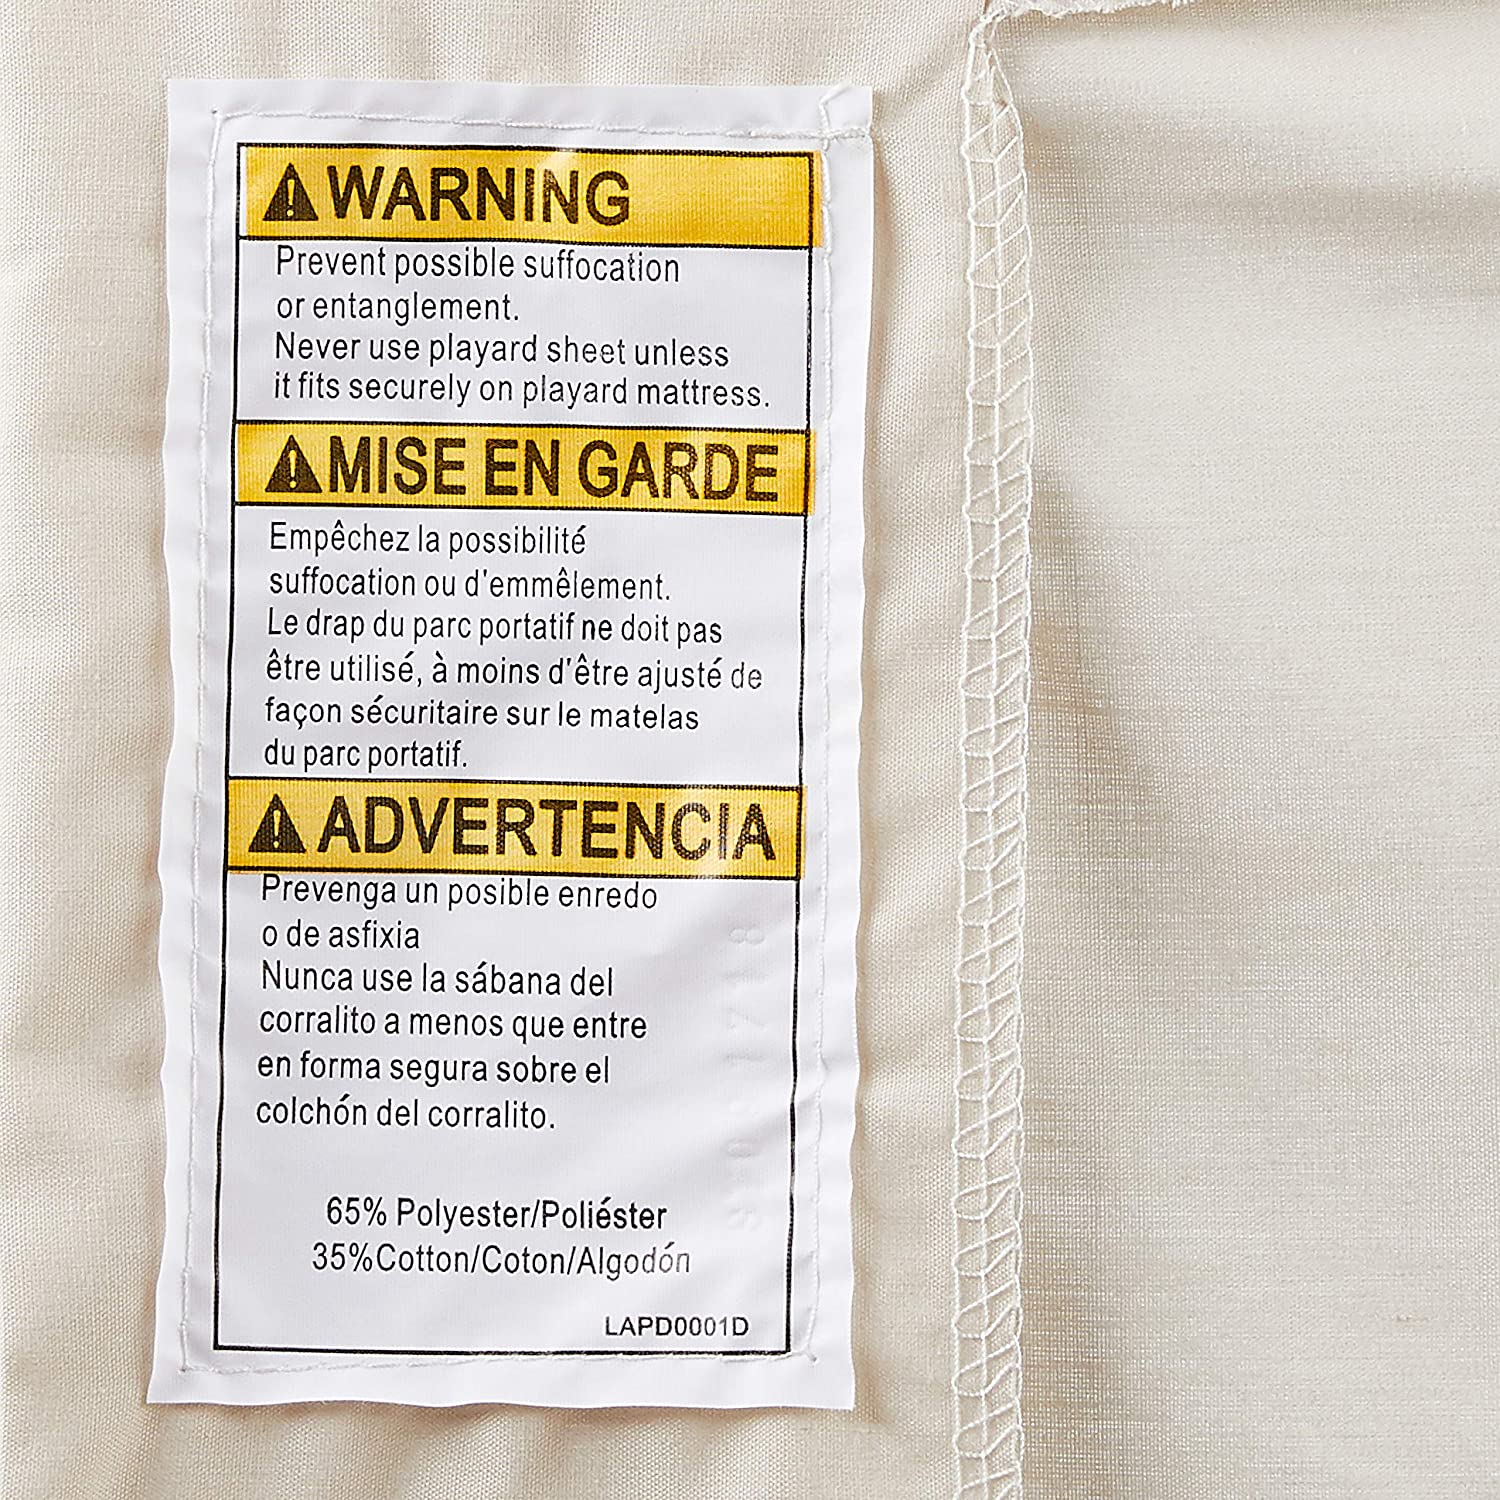 WARNING
Prevent possible suffocation
or entanglement.
Never use playard sheet unless
it fits securely on playard mattress.
MISE EN GARDE
Empêchez la possibilité
suffocation ou d'emmêlement.
Le drap du parc portatif ne doit pas
être utilisé, à moins d'être ajusté de
façon sécuritaire sur le matelas
du parc portatif.
ADVERTENCIA
Prevenga un posible enredo
o de asfixia
Nunca use la sábana del
corralito a menos que entre
en forma segura sobre el
colchón del corralito.
65% Polyester/Poliéster
35%Cotton/Coton/Algodón
LAPD0001D